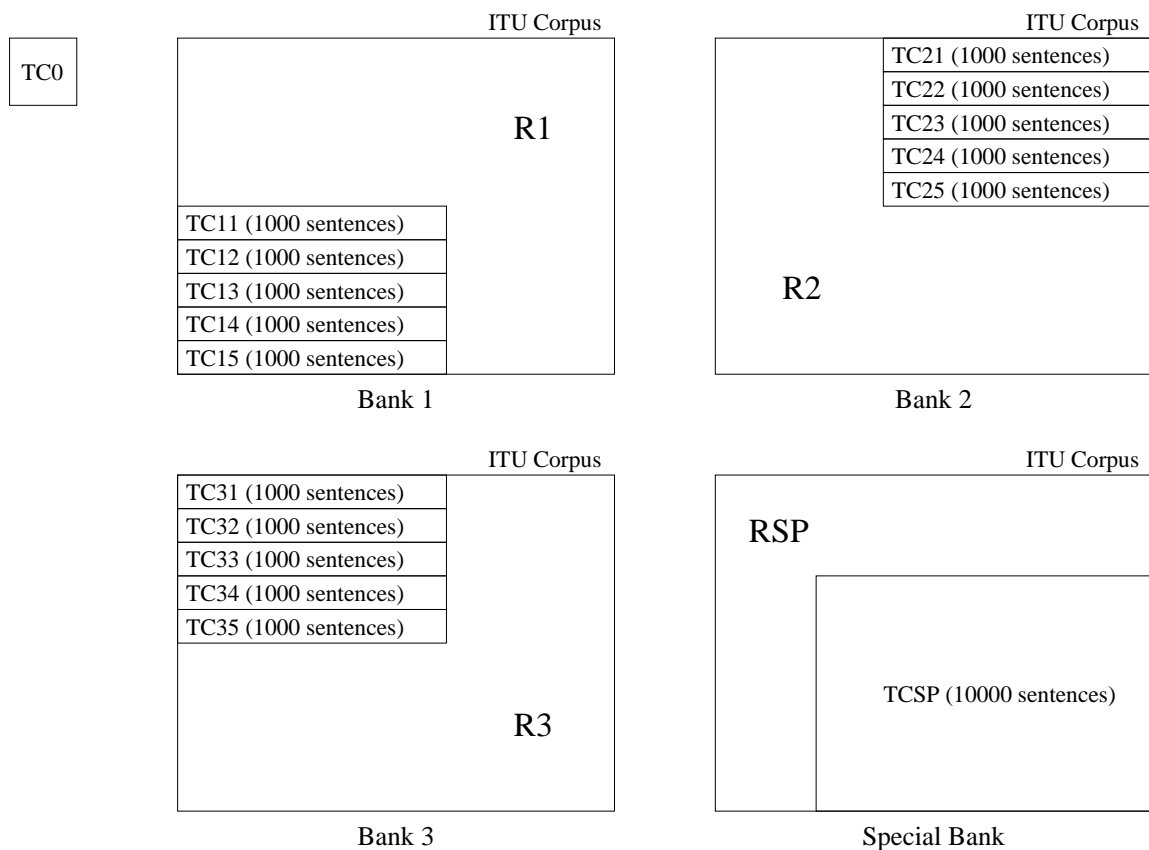 TC0
ITU Corpus
R1
TC11 (1000 sentences)
TC12 (1000 sentences)
TC13 (1000 sentences)
TC14 (1000 sentences)
TC15 (1000 sentences)
Bank 1
ITU Corpus
TC21 (1000 sentences)
TC22 (1000 sentences)
TC23 (1000 sentences)
TC24 (1000 sentences)
TC25 (1000 sentences)
R2
Bank 2
ITU Corpus
TC31 (1000 sentences)
TC32 (1000 sentences)
TC33 (1000 sentences)
TC34 (1000 sentences)
TC35 (1000 sentences)
R3
Bank 3
ITU Corpus
RSP
TCSP (10000 sentences)
Special Bank